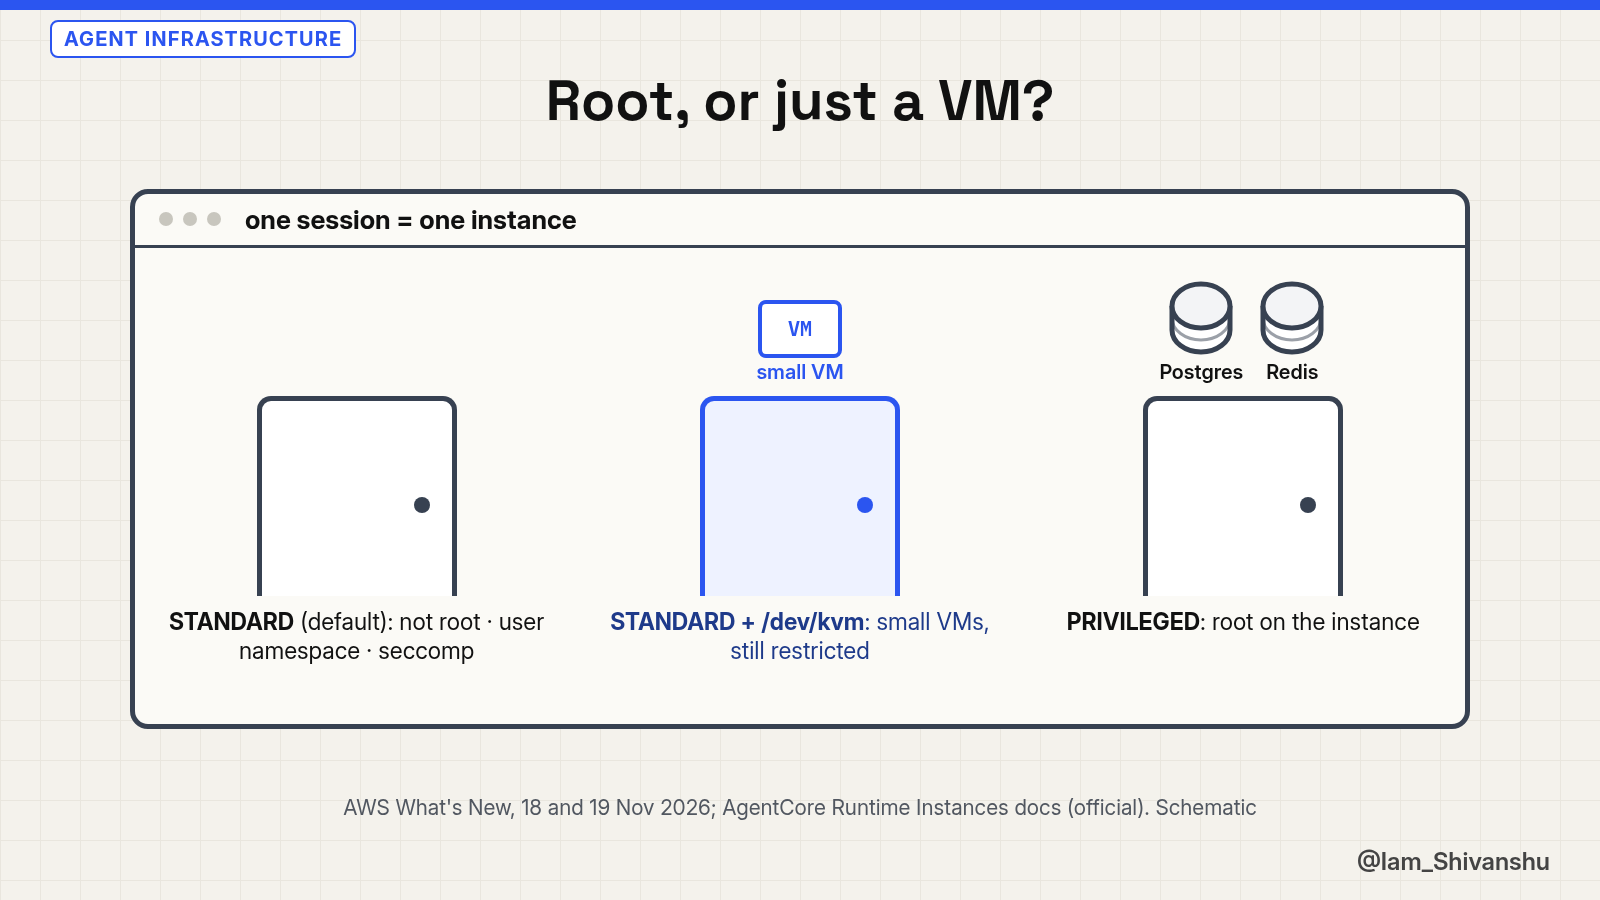 AGENT INFRASTRUCTURE
Root, or just a VM?
one session = one instance
VM
small VM
Postgres
Redis
STANDARD (default): not root · user
namespace · seccomp
STANDARD + /dev/kvm: small VMs,
still restricted
PRIVILEGED: root on the instance
AWS What's New, 18 and 19 Nov 2026; AgentCore Runtime Instances docs (official). Schematic
@Iam_Shivanshu